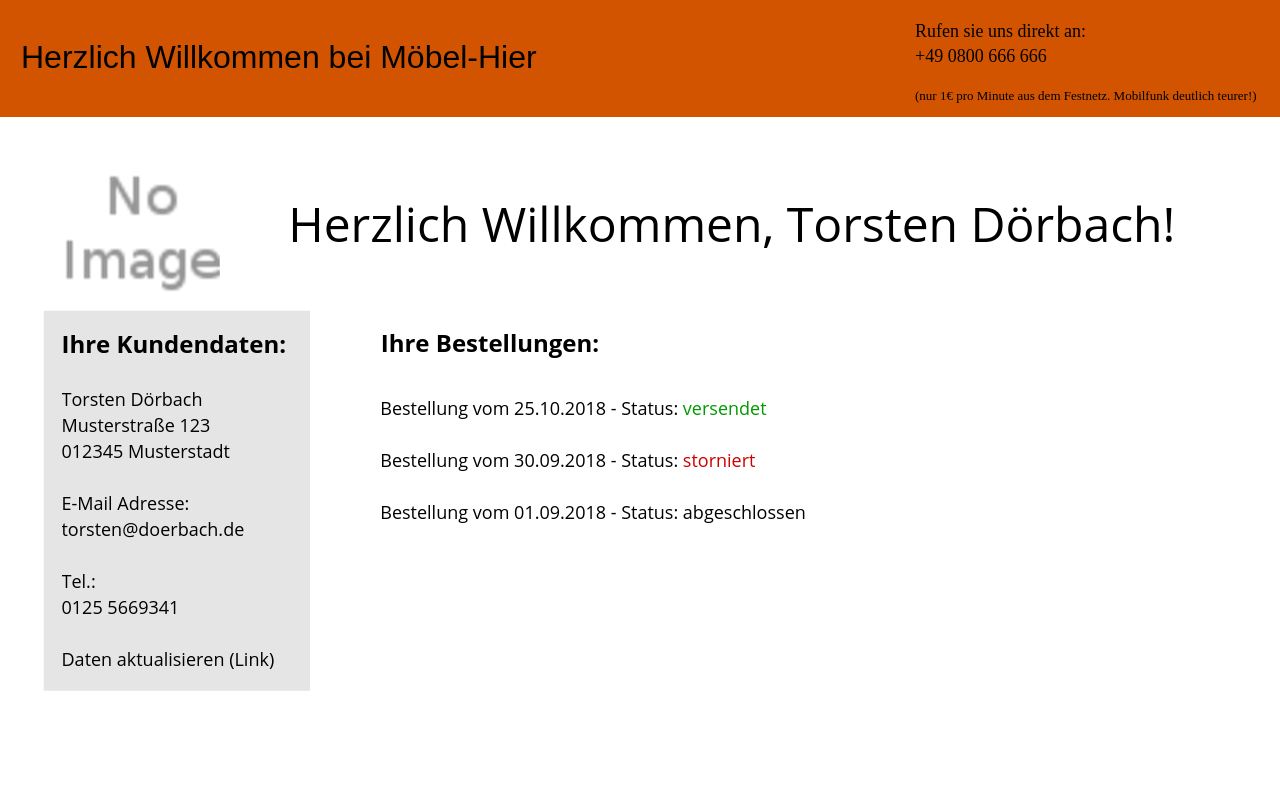 Herzlich Willkommen bei Möbel-Hier
Rufen sie uns direkt an:
+49 0800 666 666
(nur 1€ pro Minute aus dem Festnetz. Mobilfunk deutlich teurer!)
No
Image
Herzlich Willkommen, Torsten Dörbach!
Ihre Kundendaten:
Torsten Dörbach
Musterstraße 123
012345 Musterstadt
E-Mail Adresse:
torsten@doerbach.de
Tel.:
0125 5669341
Daten aktualisieren (Link)
Ihre Bestellungen:
Bestellung vom 25.10.2018 - Status: versendet
Bestellung vom 30.09.2018 - Status: storniert
Bestellung vom 01.09.2018 - Status: abgeschlossen